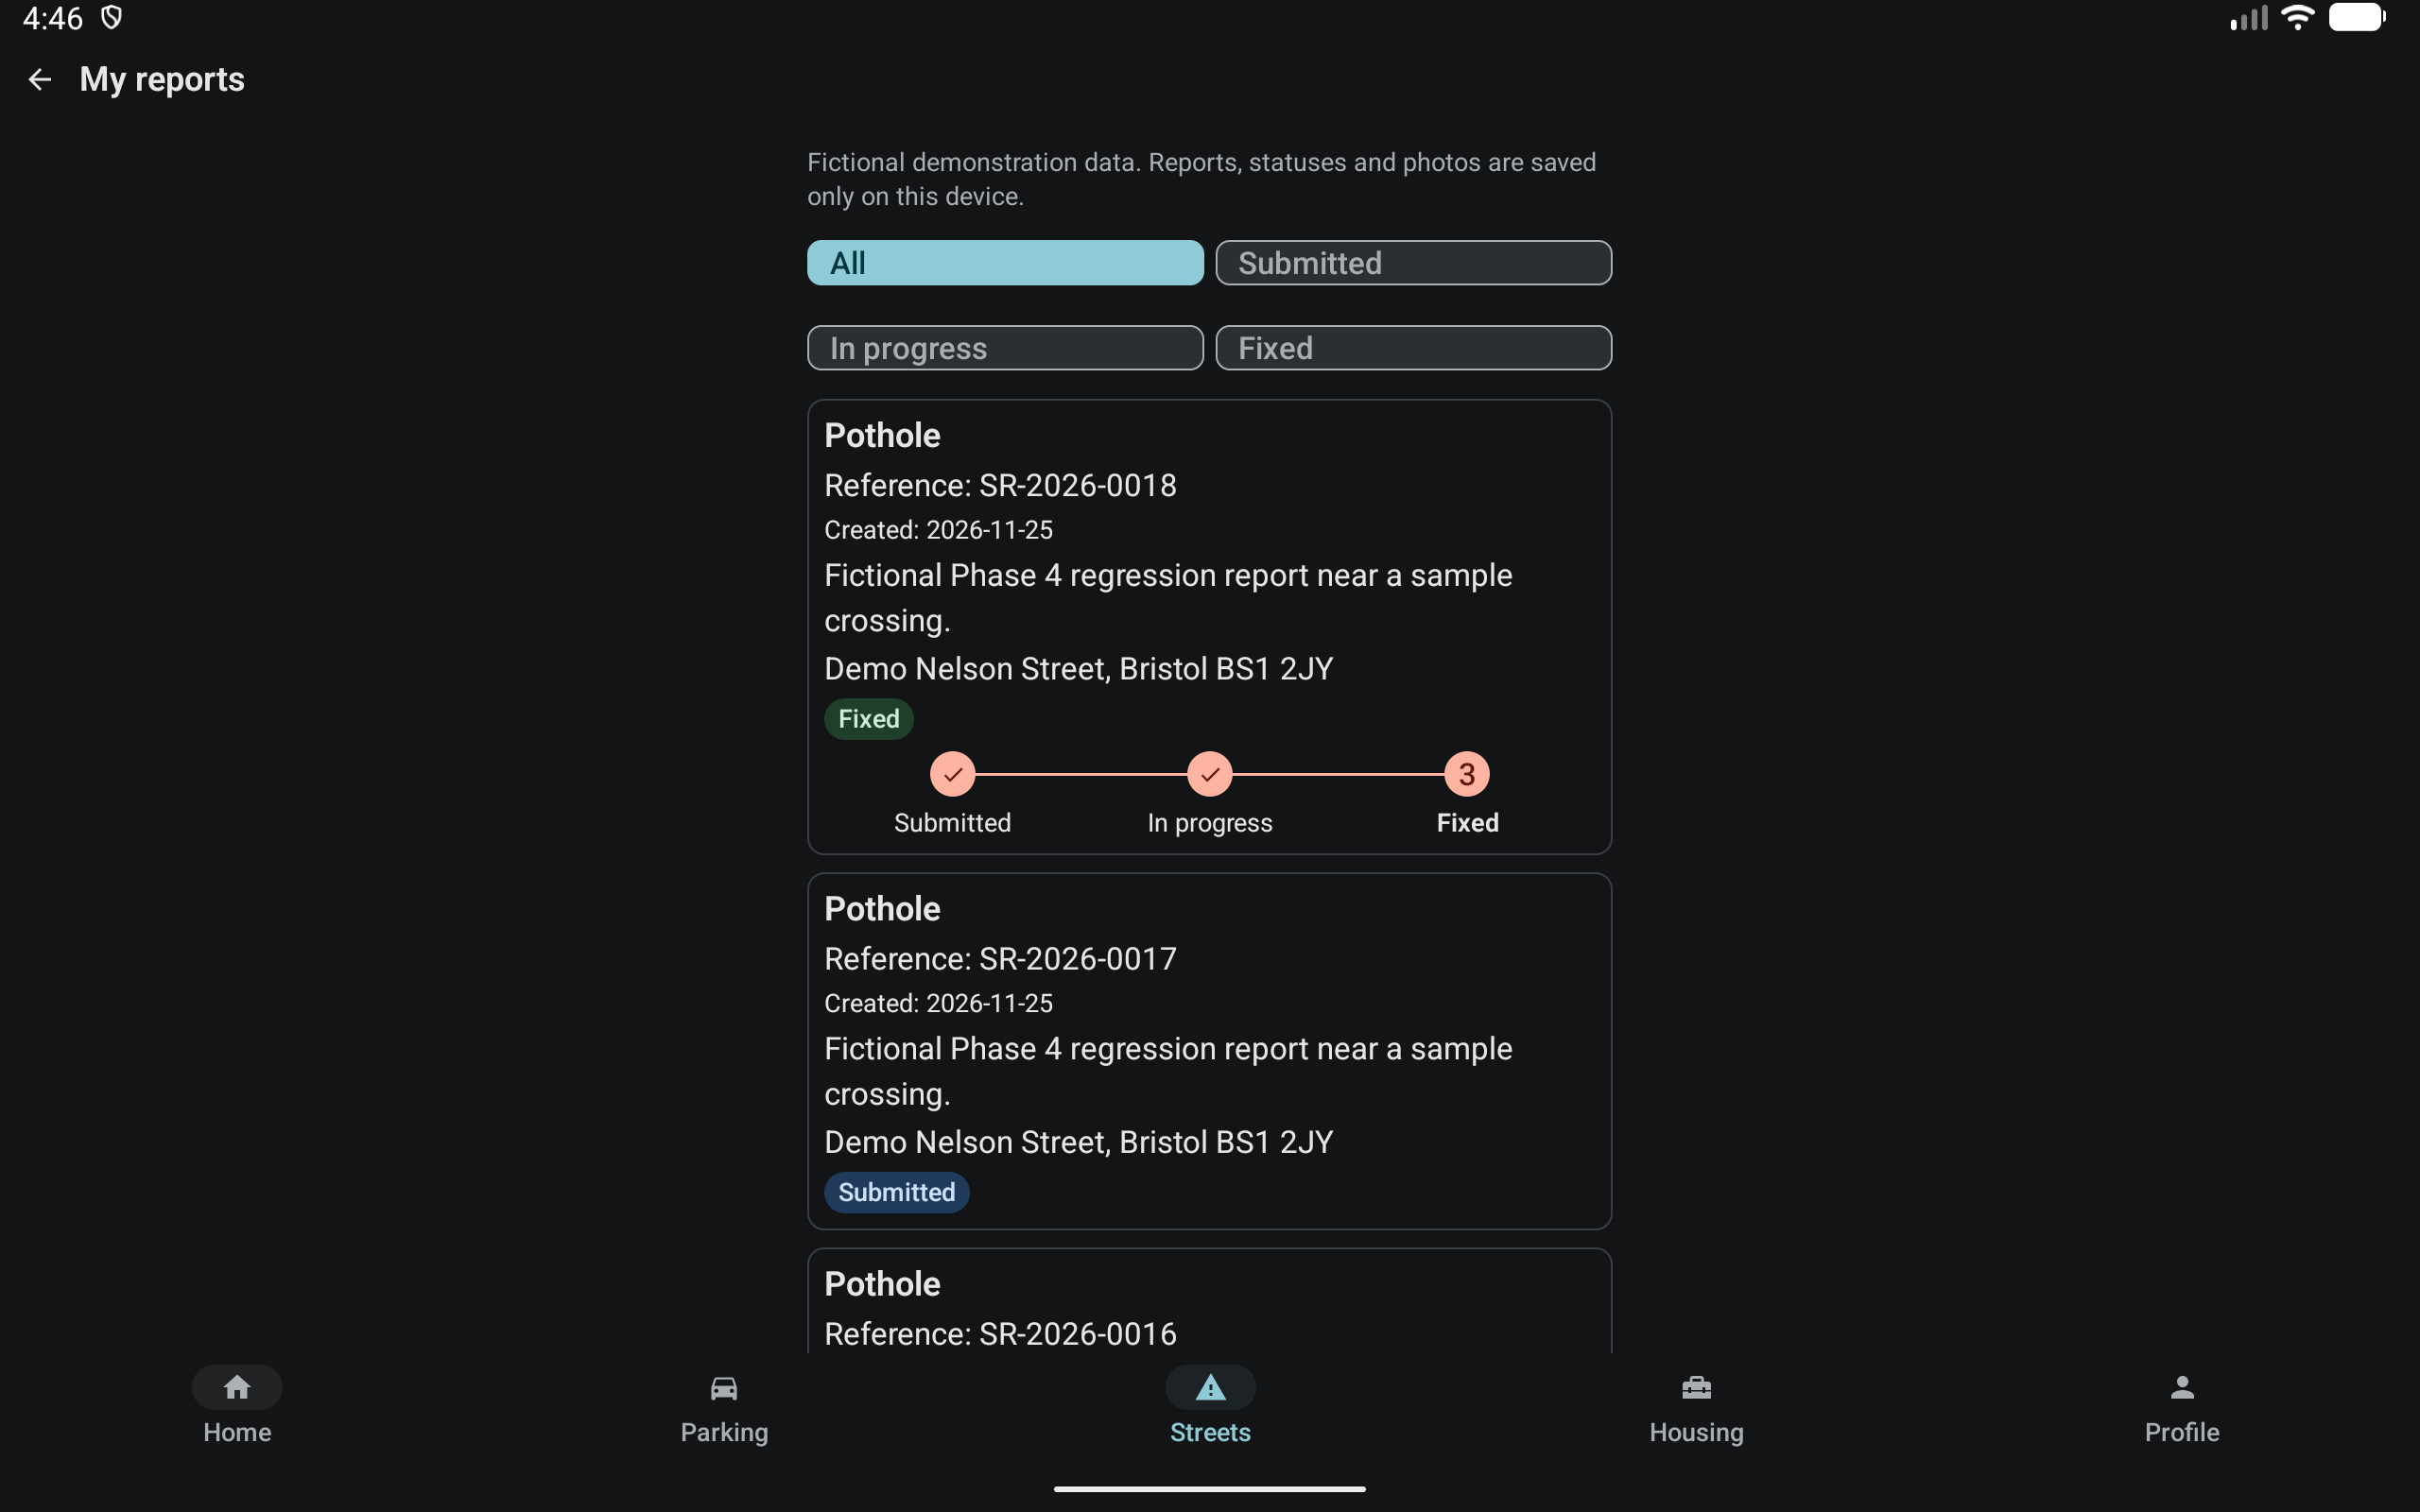 4:46
My reports
Fictional demonstration data. Reports, statuses and photos are saved
only on this device.
All
Submitted
In progress
Fixed
Pothole
Reference: SR-2026-0018
Created: 2026-11-25
Fictional Phase 4 regression report near a sample
crossing.
Demo Nelson Street, Bristol BS1 2JY
Fixed
3
Submitted
In progress
Fixed
Pothole
Reference: SR-2026-0017
Created: 2026-11-25
Fictional Phase 4 regression report near a sample
crossing.
Demo Nelson Street, Bristol BS1 2JY
Submitted
Pothole
Reference: SR-2026-0016
Home
Parking
Streets
Housing
Profile